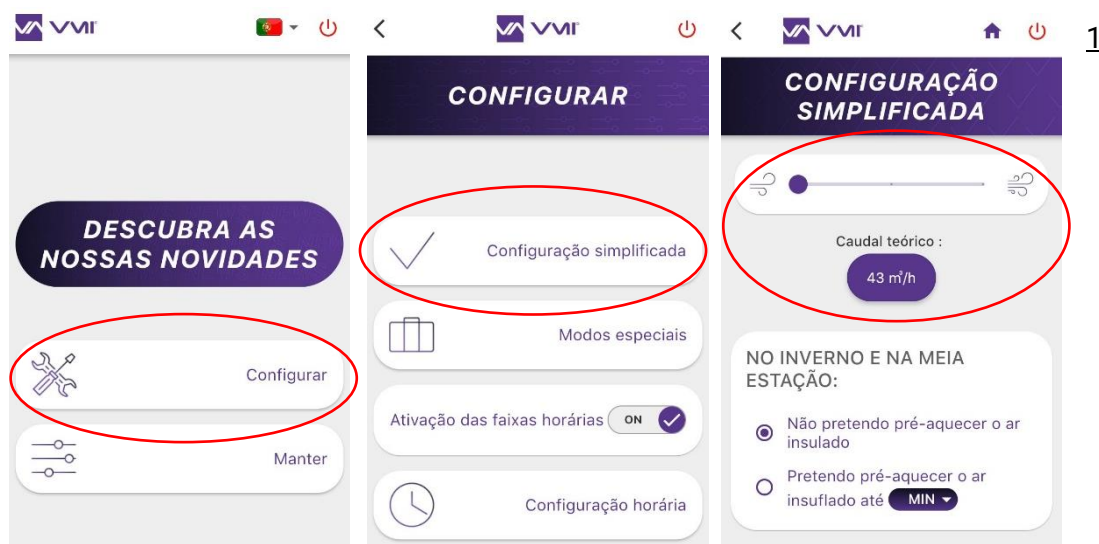 VMI
DESCUBRA AS
NOSSAS NOVIDADES
Configurar
Manter
VMI
CONFIGURAR
Configuração simplificada
Modos especiais
Ativação das faixas horárias ON
Configuração horária
VMI
CONFIGURAÇÃO
SIMPLIFICADA
Caudal teórico :
43 m³/h
NO INVERNO E NA MEIA
ESTAÇÃO:
Não pretendo pré-aquecer o ar
insulado
Pretendo pré-aquecer o ar
insuflado até MIN
1